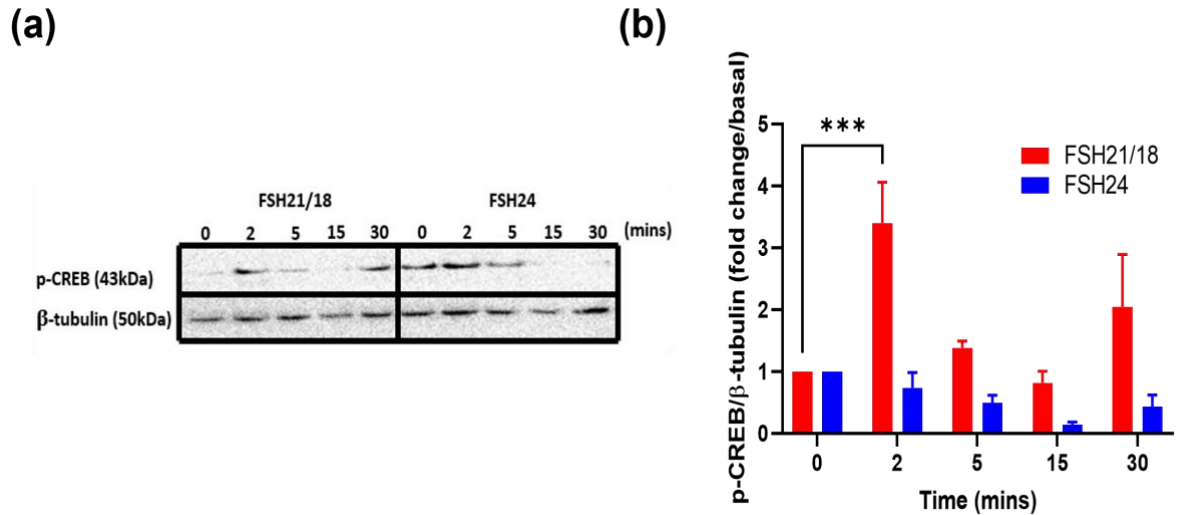 (a)
FSH21/18 FSH24
0 2 5 15 30 0 2 5 15 30 (mins)
p-CREB (43kDa)
β-tubulin (50kDa)
(b)
p-CREB/β-tubulin (fold change/basal)
5
4
3
2
1
0
***
FSH21/18
FSH24
0 2 5 15 30
Time (mins)